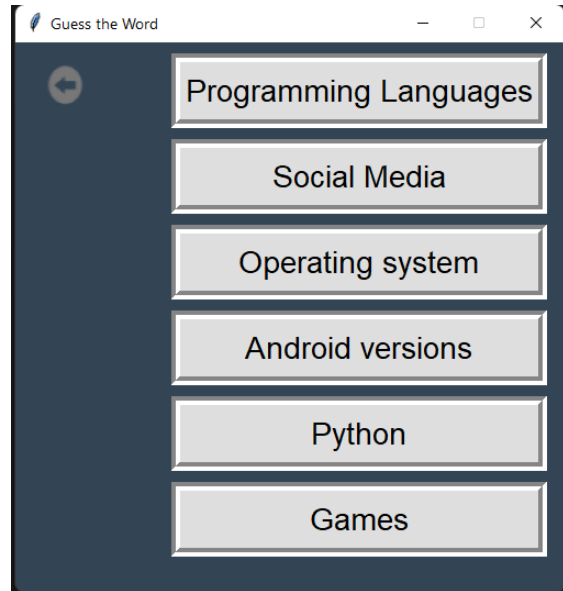 Guess the Word
Programming Languages
Social Media
Operating system
Android versions
Python
Games